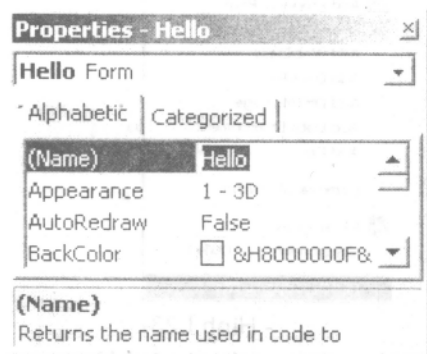 Properties - Hello
Hello Form
Alphabetic Categorized
(Name) Hello
Appearance 1 - 3D
AutoRedraw False
BackColor &H8000000F&
(Name)
Returns the name used in code to